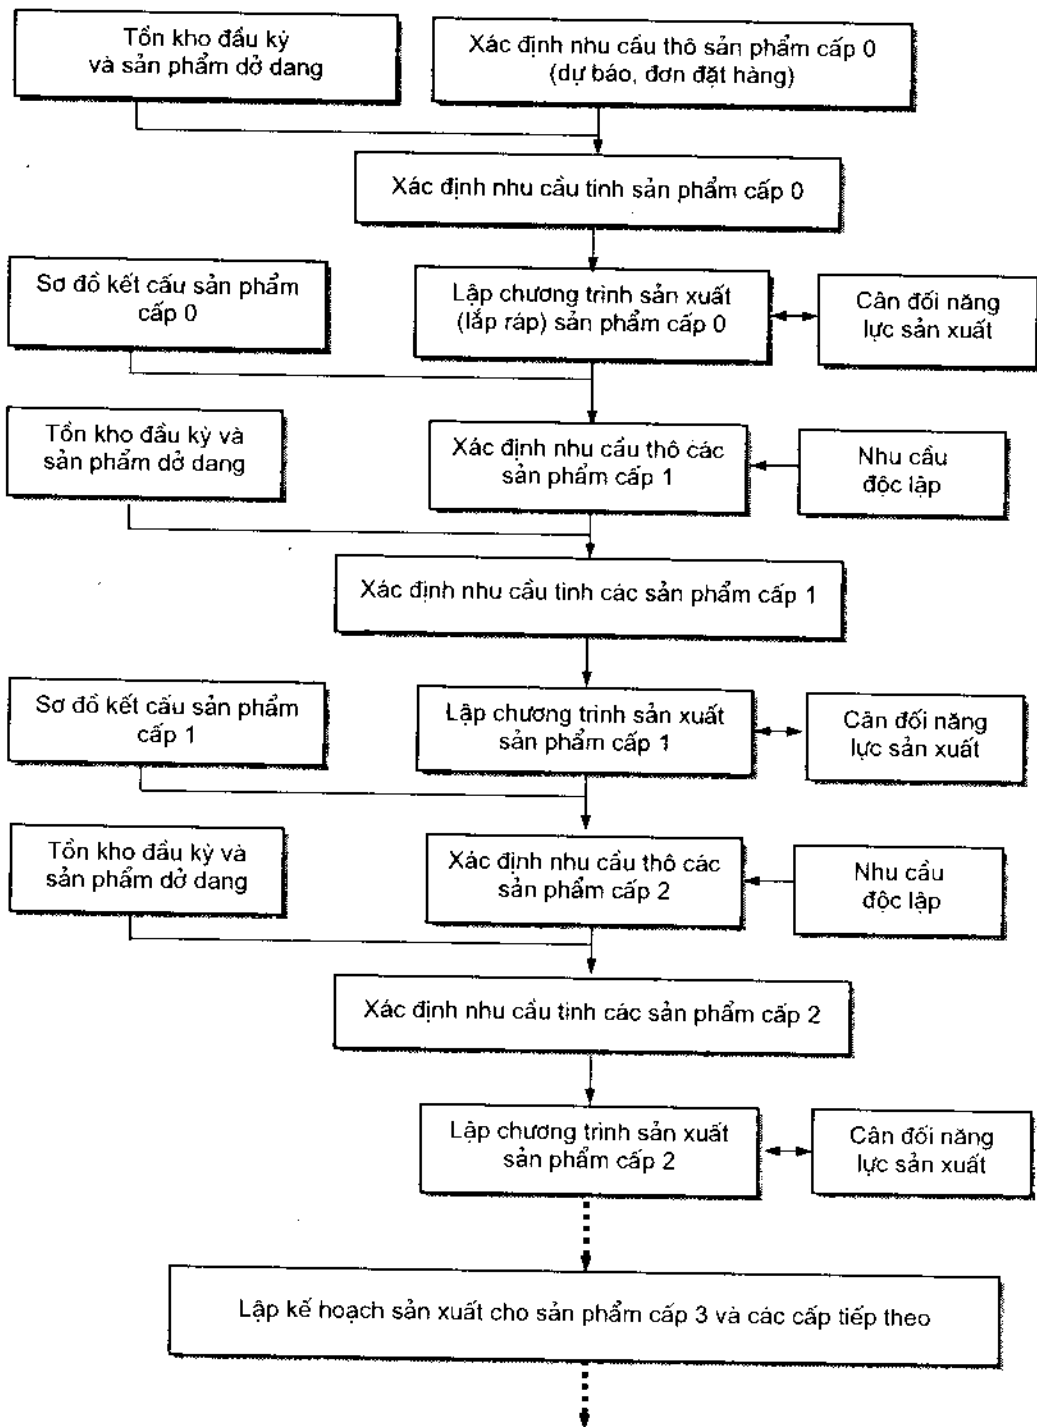 Tồn kho đầu kỳ
và sản phẩm dở dang
Xác định nhu cầu thô sản phẩm cấp 0
(dự báo, đơn đặt hàng)
Xác định nhu cầu tinh sản phẩm cấp 0
Sơ đồ kết cấu sản phẩm
cấp 0
Lập chương trình sản xuất
(lắp ráp) sản phẩm cấp 0
Cân đối năng
lực sản xuất
Tồn kho đầu kỳ và
sản phẩm dở dang
Xác định nhu cầu thô các
sản phẩm cấp 1
Nhu cầu
độc lập
Xác định nhu cầu tinh các sản phẩm cấp 1
Sơ đồ kết cấu sản phẩm
cấp 1
Lập chương trình sản xuất
sản phẩm cấp 1
Cân đối năng
lực sản xuất
Tồn kho đầu kỳ và
sản phẩm dở dang
Xác định nhu cầu thô các
sản phẩm cấp 2
Nhu cầu
độc lập
Xác định nhu cầu tinh các sản phẩm cấp 2
Lập chương trình sản xuất
sản phẩm cấp 2
Cân đối năng
lực sản xuất
Lập kế hoạch sản xuất cho sản phẩm cấp 3 và các cấp tiếp theo